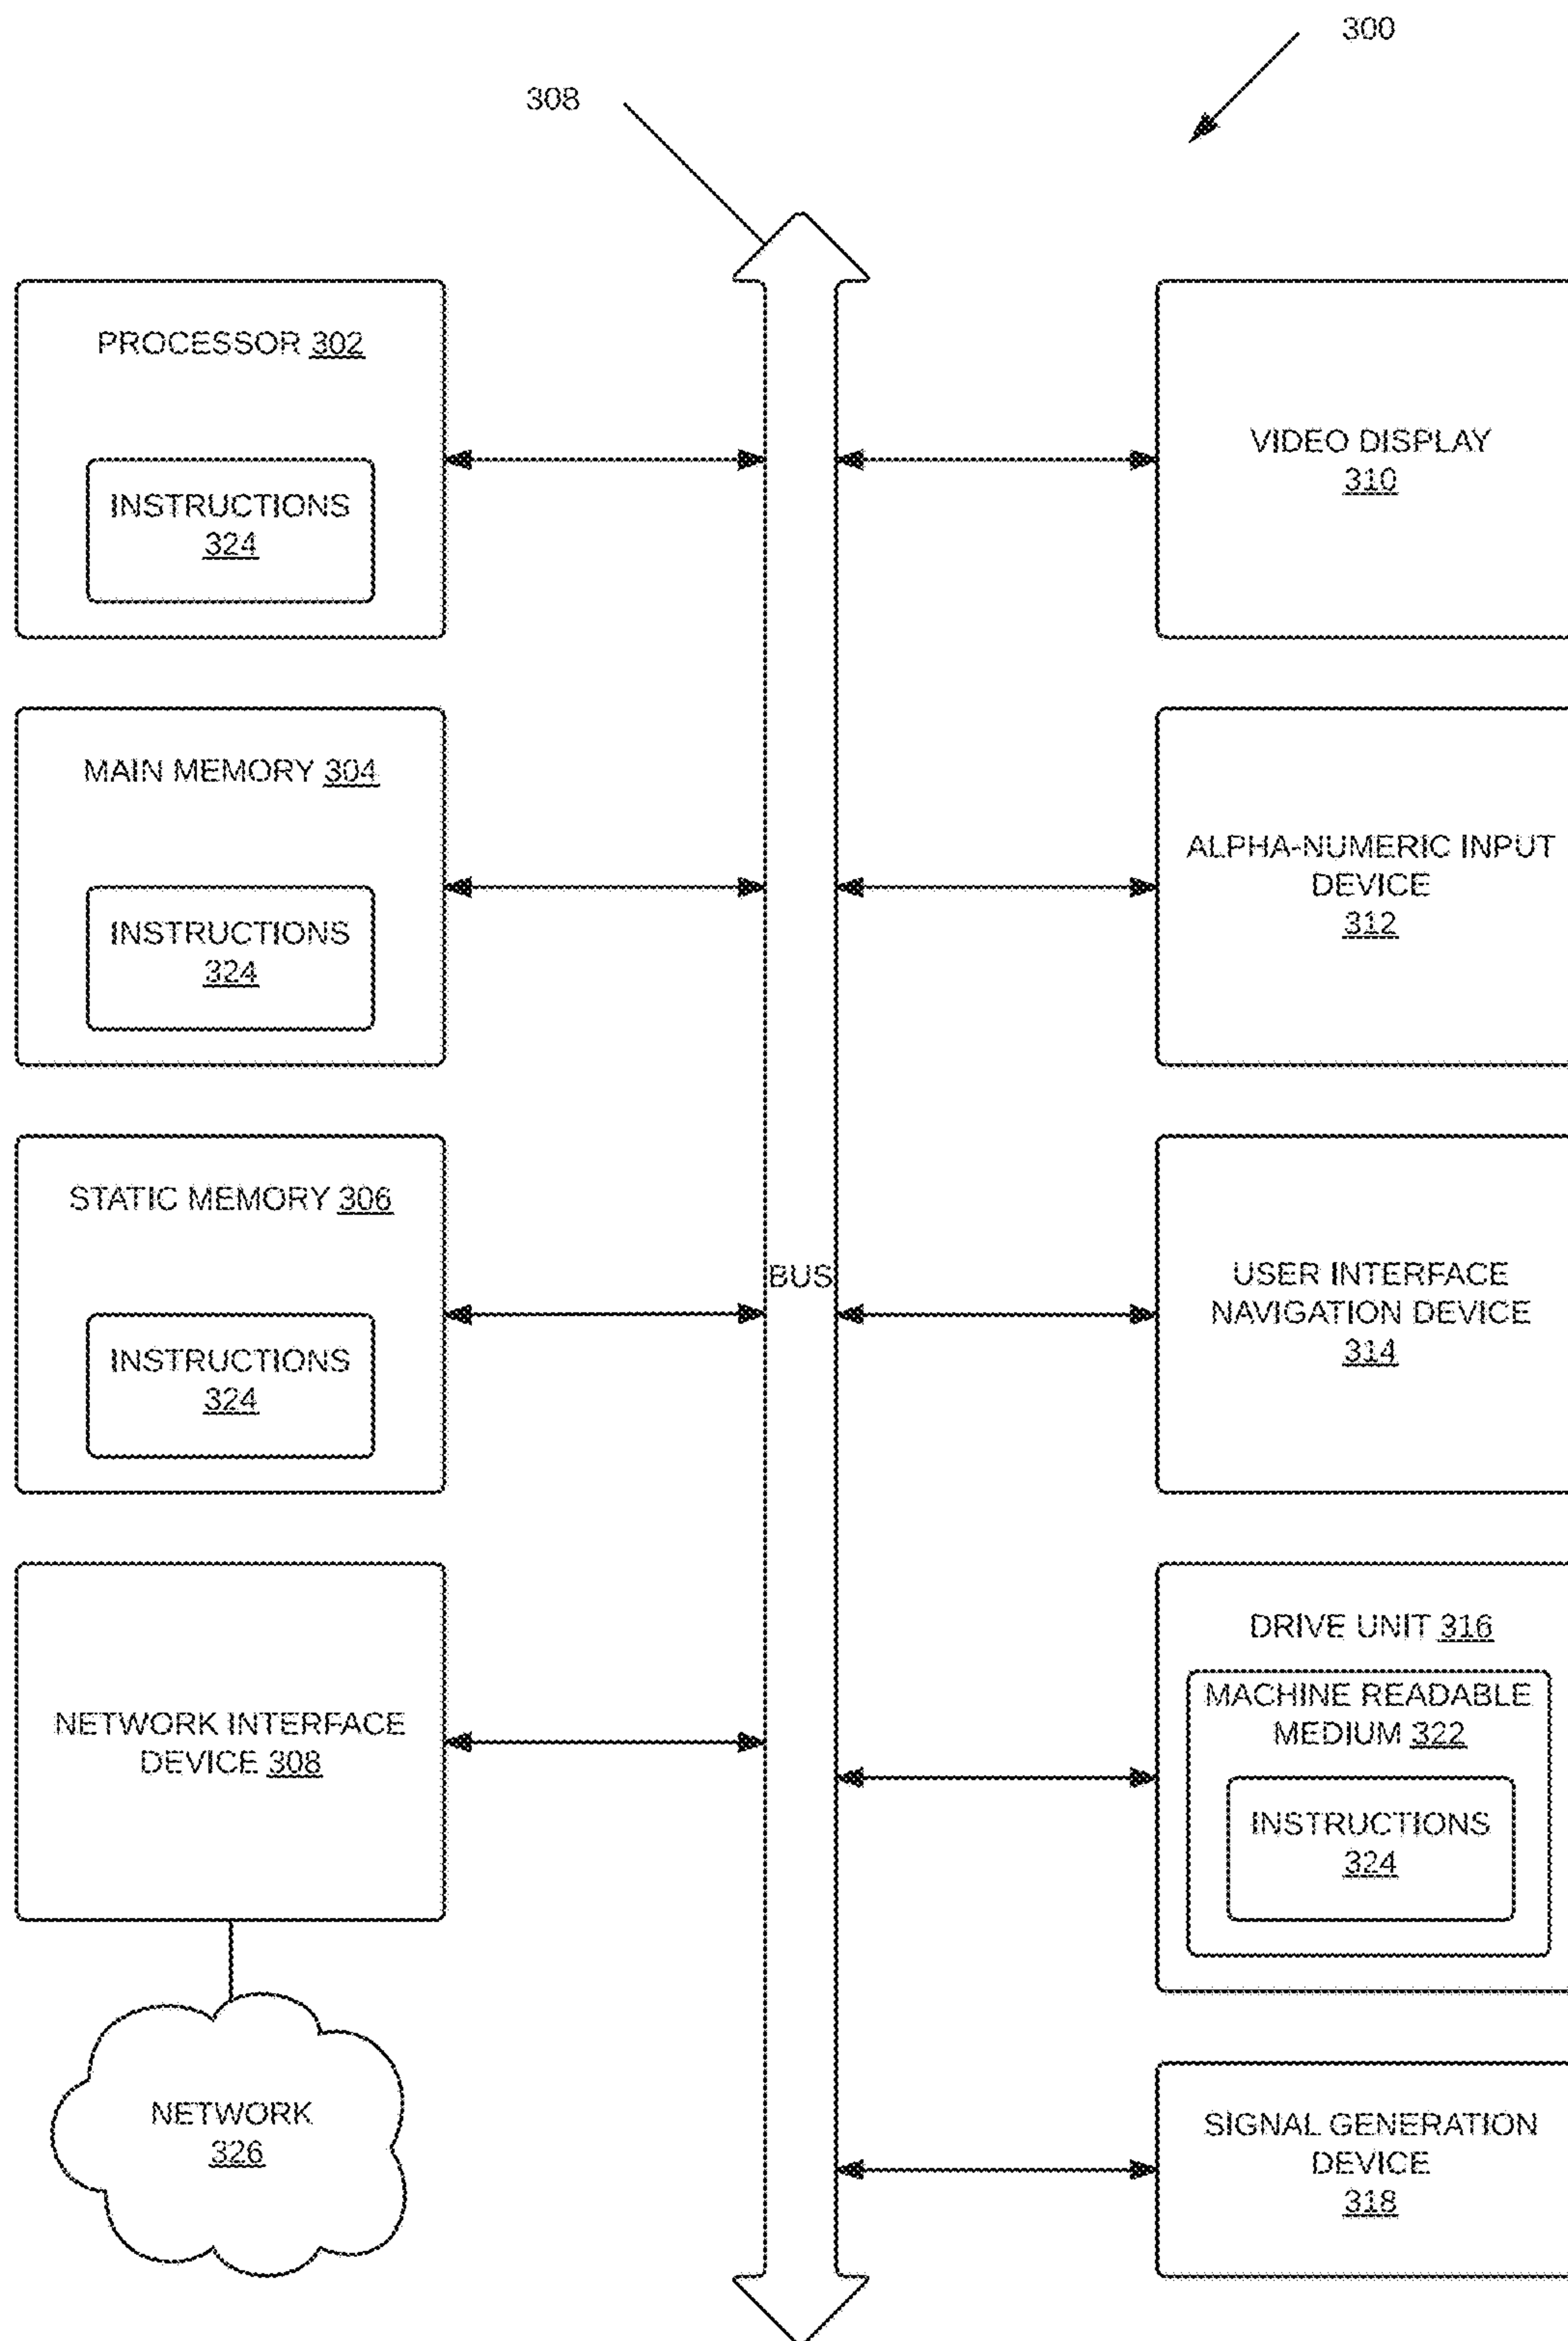 300
308
PROCESSOR 302
INSTRUCTIONS
324
MAIN MEMORY 304
INSTRUCTIONS
324
STATIC MEMORY 306
INSTRUCTIONS
324
NETWORK INTERFACE
DEVICE 308
NETWORK
326
BUS
VIDEO DISPLAY
310
ALPHA-NUMERIC INPUT
DEVICE
312
USER INTERFACE
NAVIGATION DEVICE
314
DRIVE UNIT 316
MACHINE READABLE
MEDIUM 322
INSTRUCTIONS
324
SIGNAL GENERATION
DEVICE
318